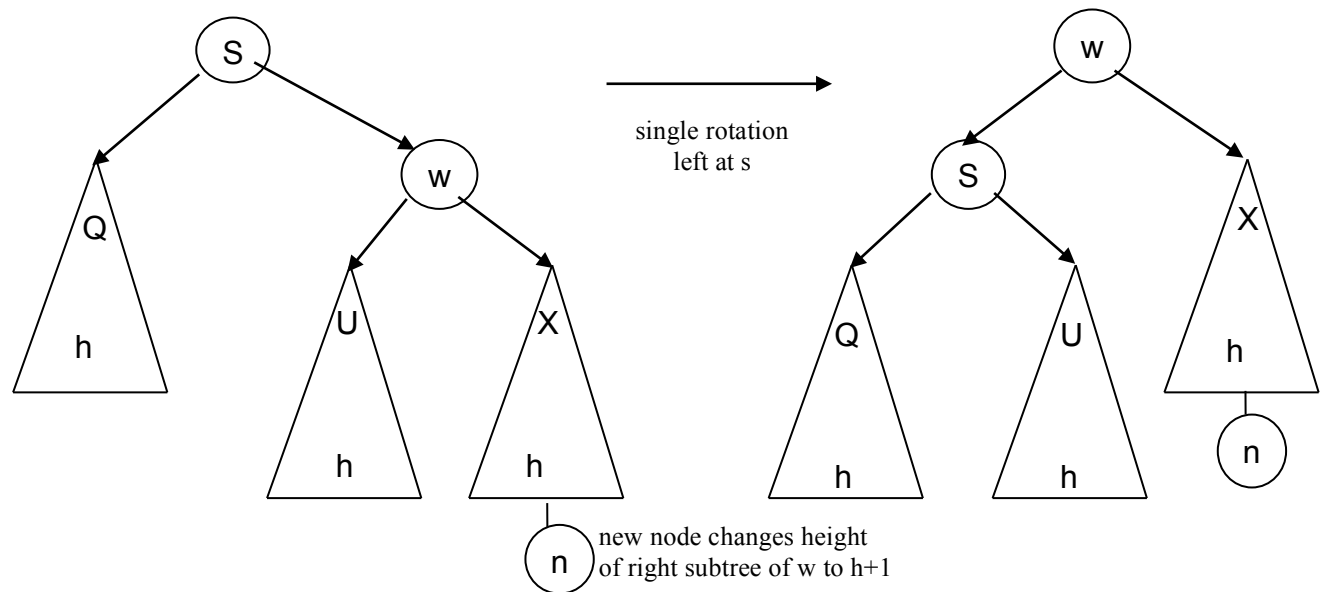 S
w
Q
h
U
h
X
h
n
new node changes height
of right subtree of w to h+1
single rotation
left at s
w
S
X
h
n
Q
h
U
h